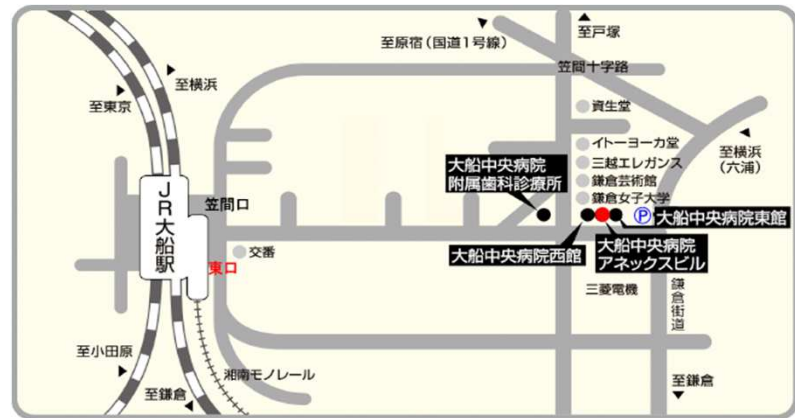 至原宿(国道1号線)
至戸塚
笠間十字路
至横浜
至東京
資生堂
イトーヨーカ堂
三越エレガンス
鎌倉芸術館
鎌倉女子大学
至横浜
(六浦)
大船中央病院
附属歯科診療所
笠間口
JR大船駅
東口
交番
大船中央病院西館
大船中央病院
アネックスビル
P
大船中央病院東館
三菱電機
鎌倉街道
至小田原
至鎌倉
湘南モノレール
至鎌倉